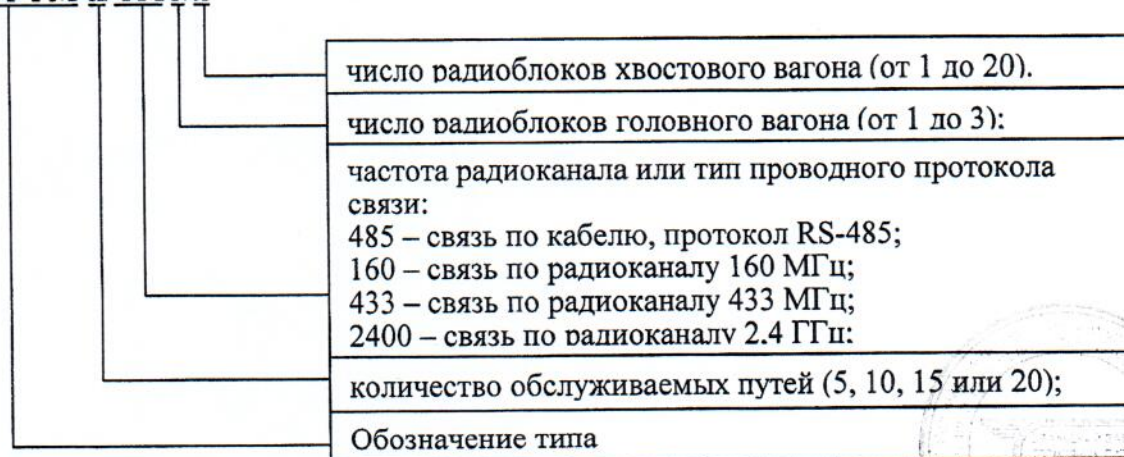 число радиоблоков хвостового вагона (от 1 до 20).
число радиоблоков головного вагона (от 1 до 3);
частота радиоканала или тип проводного протокола
связи:
485 – связь по кабелю, протокол RS-485;
160 – связь по радиоканалу 160 МГц;
433 – связь по радиоканалу 433 МГц;
2400 – связь по радиоканалу 2.4 ГГц;
количество обслуживаемых путей (5, 10, 15 или 20);
Обозначение типа